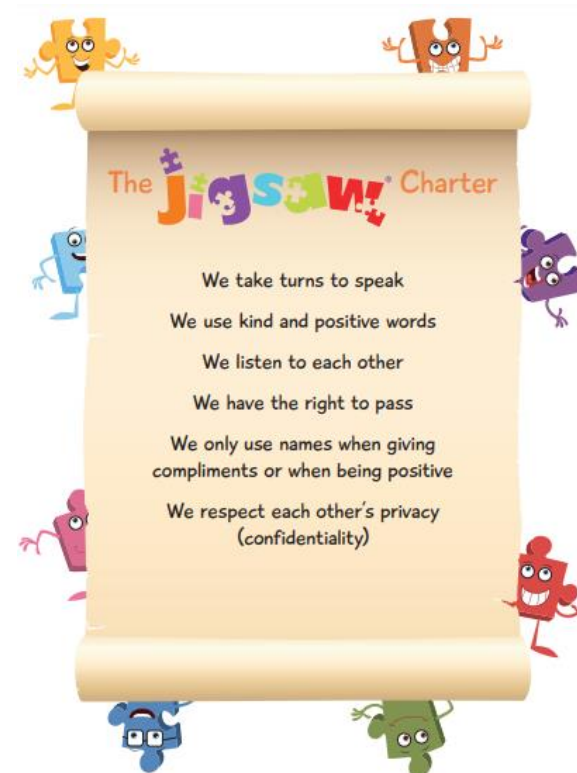 The jigsaw® Charter
We take turns to speak
We use kind and positive words
We listen to each other
We have the right to pass
We only use names when giving
compliments or when being positive
We respect each other's privacy
(confidentiality)